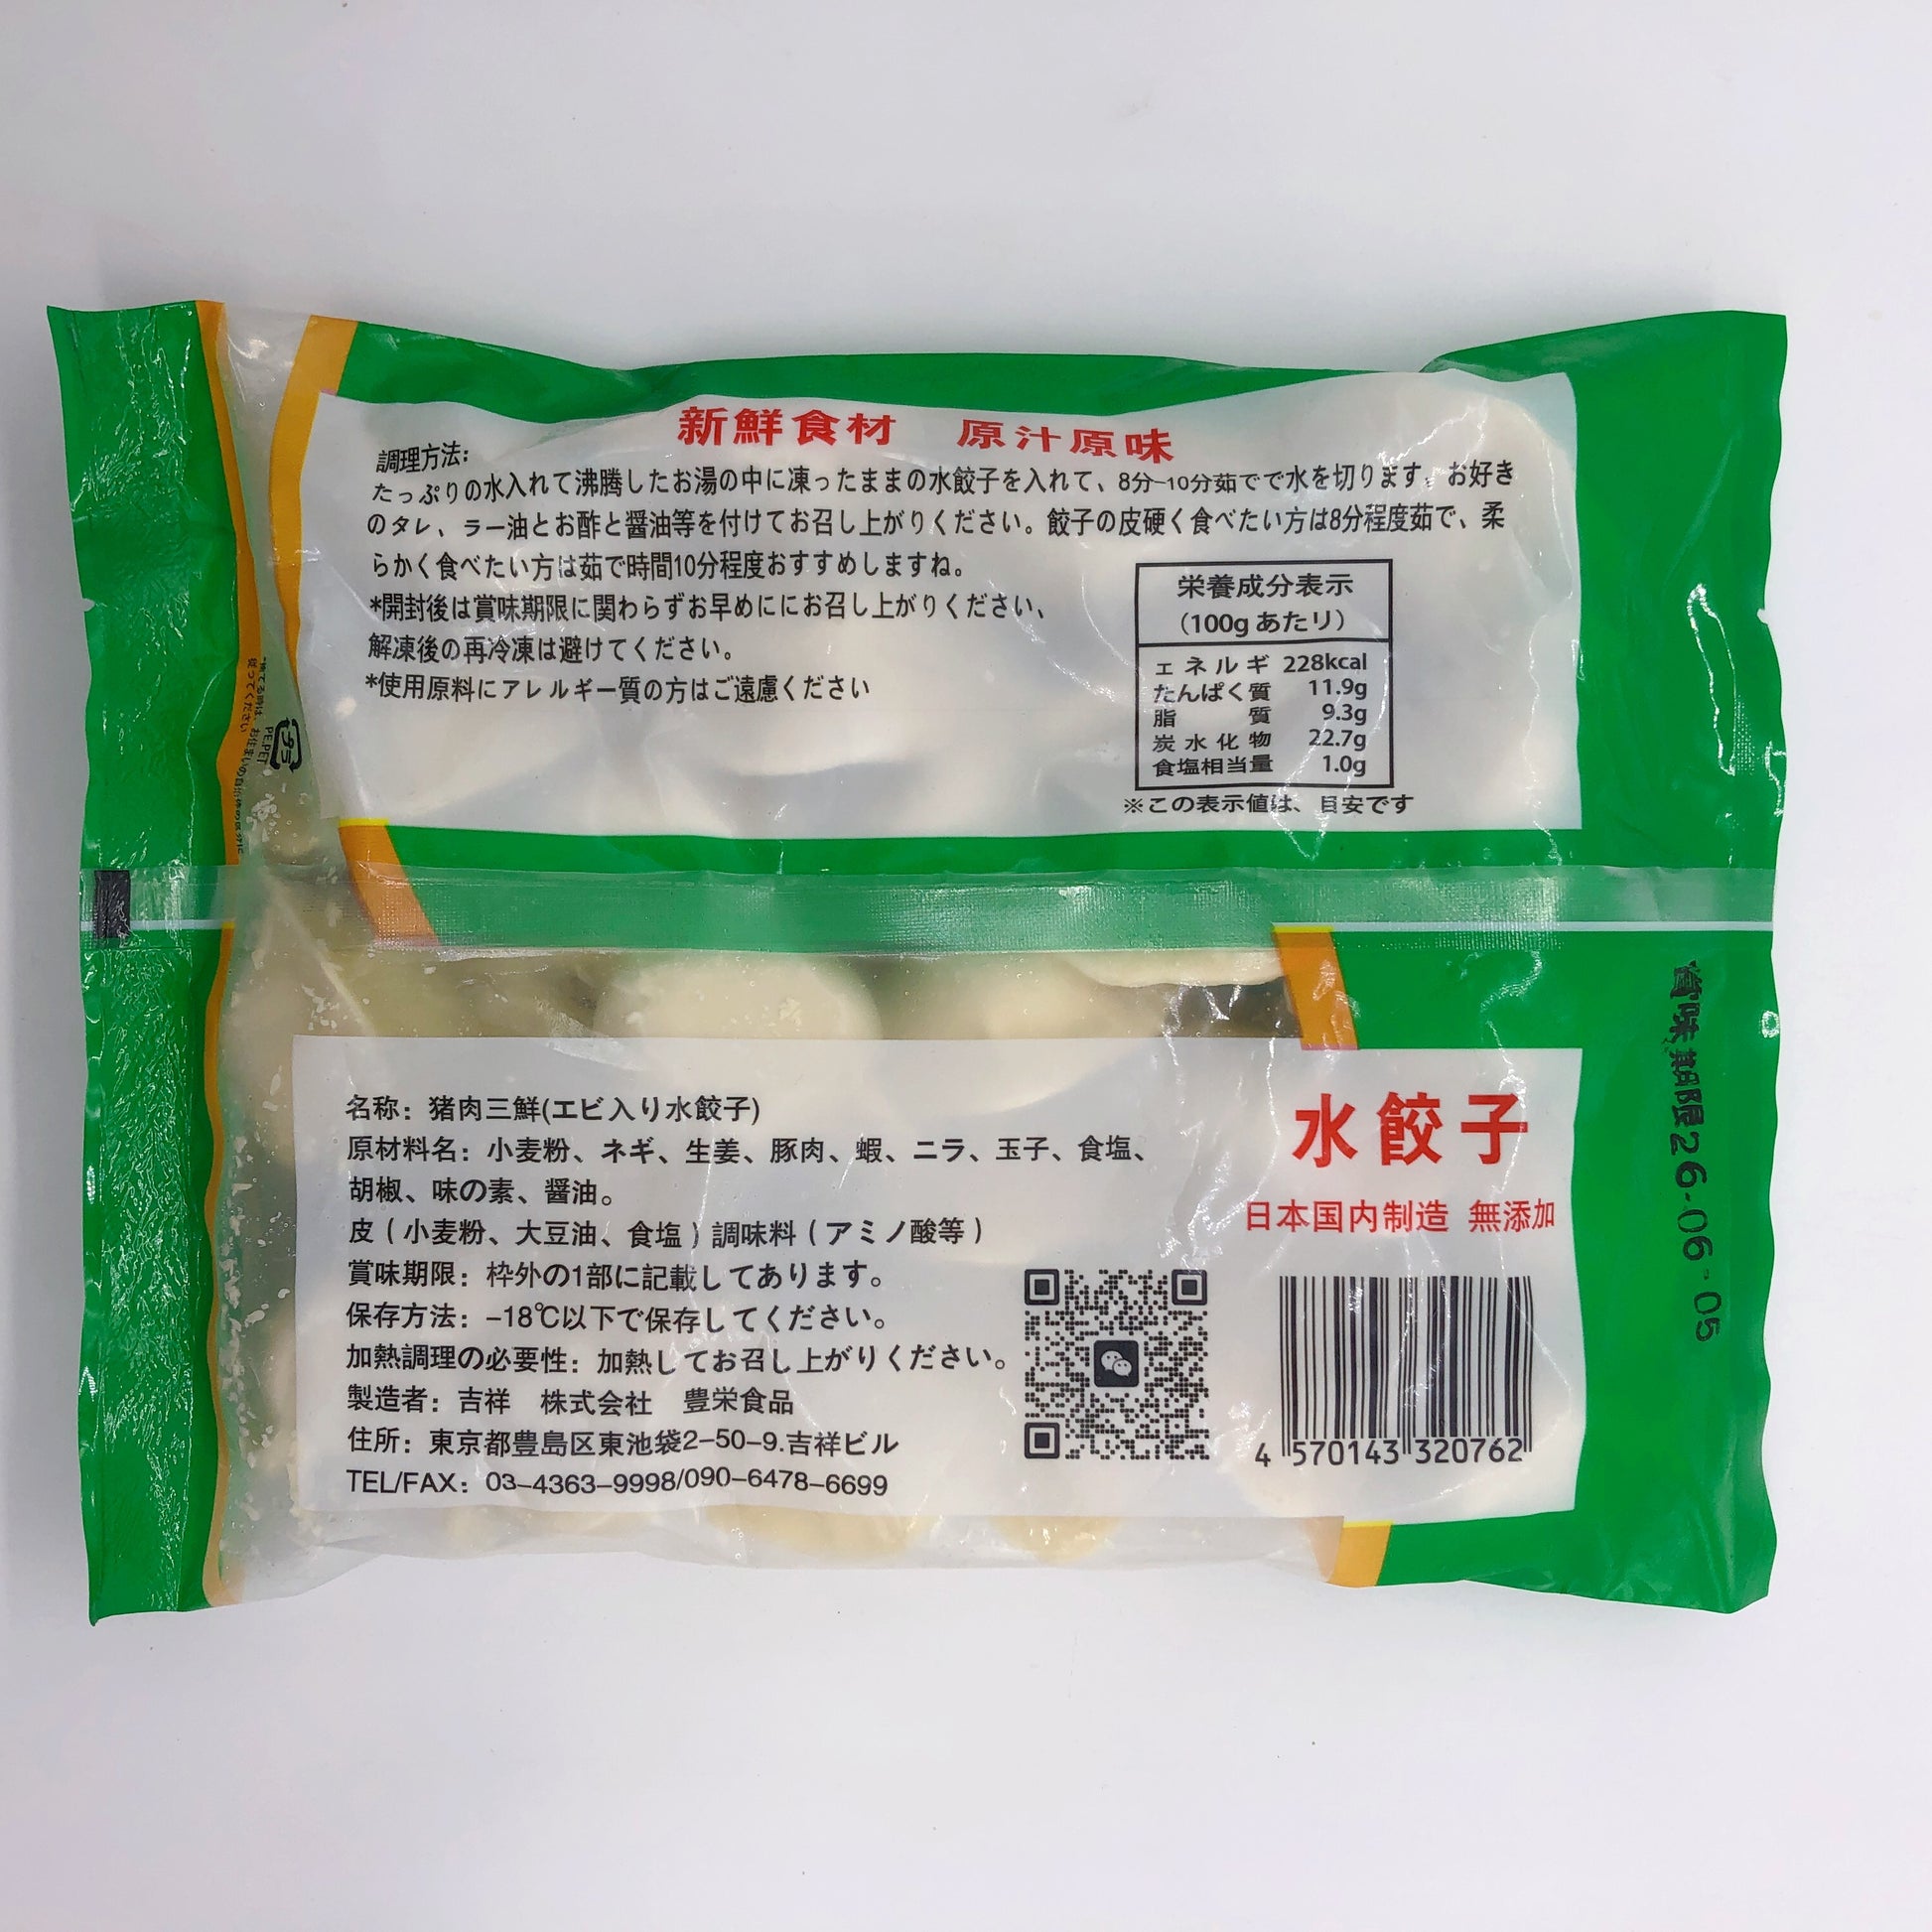 新鮮食材 原汁原味
調理方法:
たっぷりの水入れて沸騰したお湯の中に凍ったままの水餃子を入れて、8分-10分茹でで水を切ります。お好き
のタレ、ラー油とお酢と醤油等を付けてお召し上がりください。餃子の皮硬く食べたい方は8分程度茹で、柔
らかく食べたい方は茹で時間10分程度おすすめしますね。
*開封後は賞味期限に関わらずお早めににお召し上がりください、
解凍後の再冷凍は避けてください。
*使用原料にアレルギー質の方はご遠慮ください
栄養成分表示
(100gあたリ)
エネルギ 228kcal
たんぱく質 11.9g
脂質 9.3g
炭水化物 22.7g
食塩相当量 1.0g
※この表示値は、目安です
プラ
PE.PET
名称：猪肉三鮮(エビ入り水餃子)
原材料名：小麦粉、ネギ、生姜、豚肉、蝦、ニラ、玉子、食塩、
胡椒、味の素、醤油。
皮（小麦粉、大豆油、食塩）調味料（アミノ酸等）
賞味期限：枠外の1部に記載してあります。
保存方法：-18℃以下で保存してください。
加熱調理の必要性：加熱してお召し上がりください。
製造者：吉祥 株式会社 豊栄食品
住所：東京都豊島区東池袋2-50-9.吉祥ビル
TEL/FAX：03-4363-9998/090-6478-6699
水餃子
日本国内制造 無添加
4 570143 320762
賞味期限26-06-05